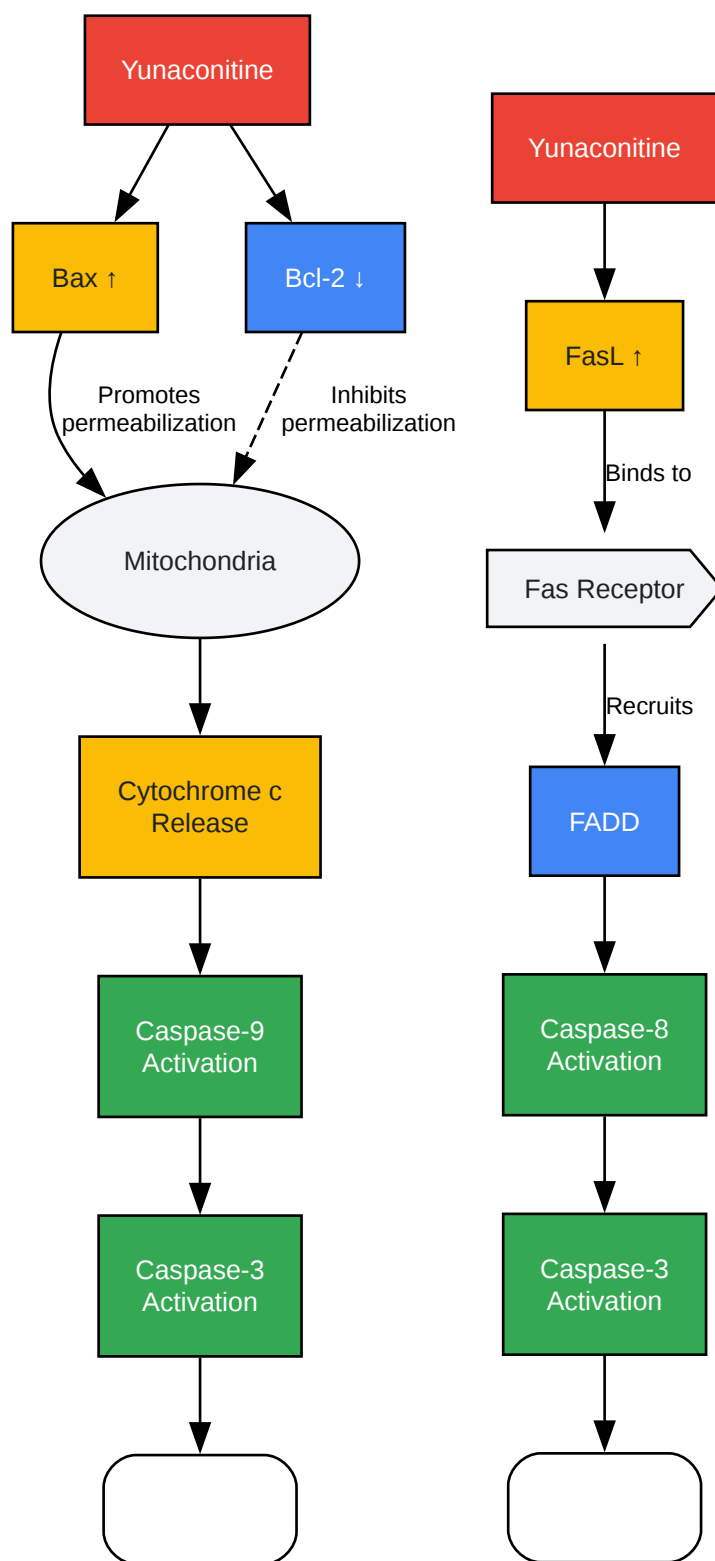 Yunaconitine
Bax ↑
Bcl-2 ↓
Promotes
permeabilization
Inhibits
permeabilization
Mitochondria
Cytochrome c
Release
Caspase-9
Activation
Caspase-3
Activation
Yunaconitine
FasL ↑
Binds to
Fas Receptor
Recruits
FADD
Caspase-8
Activation
Caspase-3
Activation